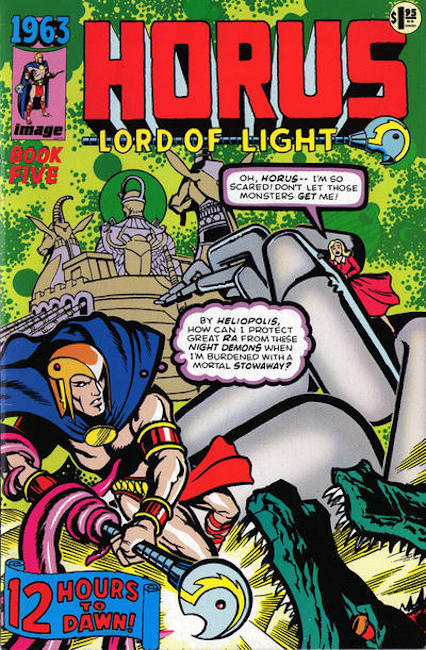 1963
HORUS
$1.95
image
LORD OF LIGHT
BOOK
FIVE
OH, HORUS-- I'M SO
SCARED! DON'T LET THOSE
MONSTERS GET ME!
BY HELIOPOLIS,
HOW CAN I PROTECT
GREAT RA FROM THESE
NIGHT DEMONS WHEN
I'M BURDENED WITH A
MORTAL STOWAWAY?
12 HOURS
TO
DAWN!